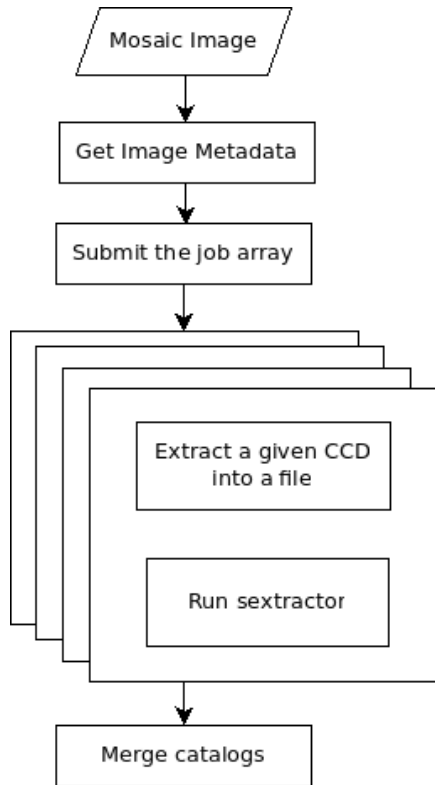 Mosaic Image
Get Image Metadata
Submit the job array
Extract a given CCD
into a file
Run sextractor
Merge catalogs